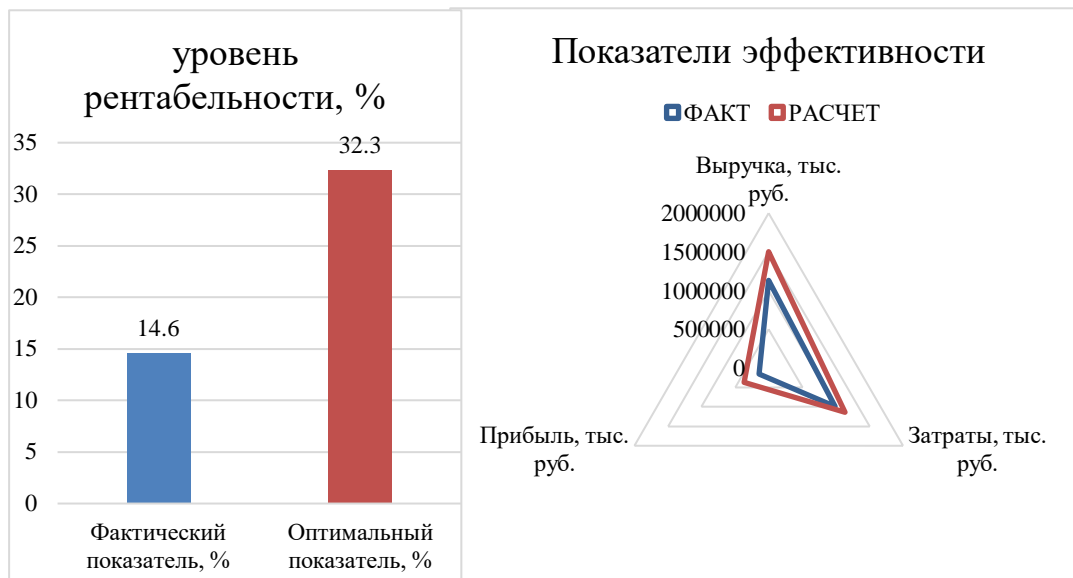 уровень
рентабельности, %
35
30
25
20
15
10
5
0
14.6
32.3
Фактический
показатель, %
Оптимальный
показатель, %
Показатели эффективности
ФАКТ РАСЧЕТ
Выручка, тыс.
руб.
2000000
1500000
1000000
500000
0
Прибыль, тыс.
руб.
Затраты, тыс.
руб.